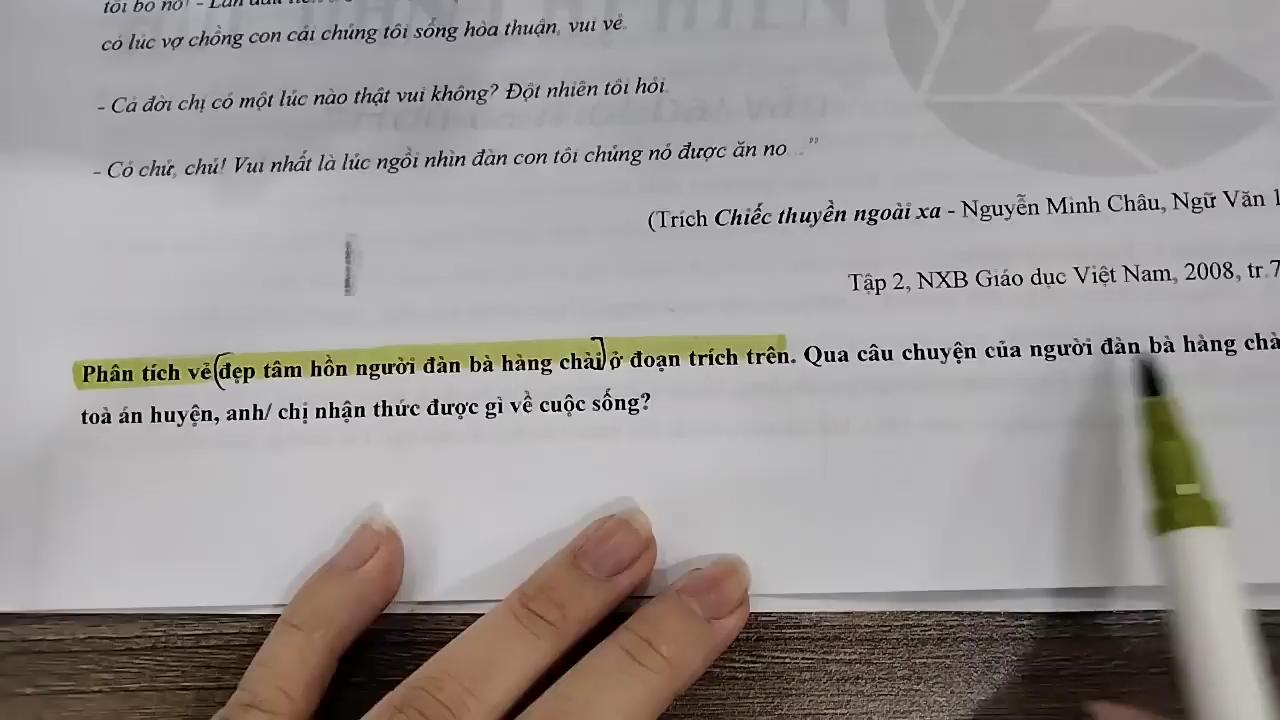 có lúc vợ chồng con cái chúng tôi sống hòa thuận, vui vẻ.
- Cả đời chị có một lúc nào thật vui không? Đột nhiên tôi hỏi.
- Có chứ, chú! Vui nhất là lúc ngồi nhìn đàn con tôi chúng nó được ăn no..."
(Trích Chiếc thuyền ngoài xa - Nguyễn Minh Châu, Ngữ Văn 1
Tập 2, NXB Giáo dục Việt Nam, 2008, tr.7
Phân tích vẻ đẹp tâm hồn người đàn bà hàng chài ở đoạn trích trên. Qua câu chuyện của người đàn bà hàng chà
toà án huyện, anh/ chị nhận thức được gì về cuộc sống?